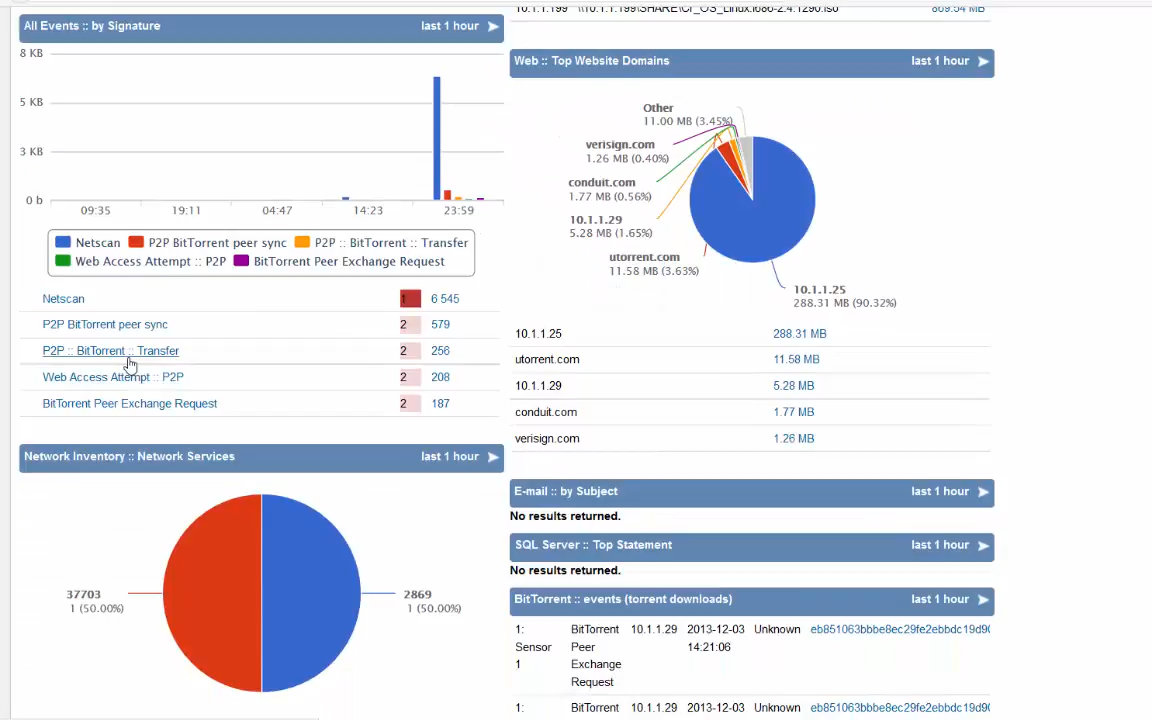 All Events :: by Signature last 1 hour
8 KB
5 KB
3 KB
0 b
09:35 19:11 04:47 14:23 23:59
Netscan P2P BitTorrent peer sync P2P :: BitTorrent :: Transfer
Web Access Attempt :: P2P BitTorrent Peer Exchange Request
Netscan 1 6 545
P2P BitTorrent peer sync 2 579
P2P :: BitTorrent :: Transfer 2 256
Web Access Attempt :: P2P 2 208
BitTorrent Peer Exchange Request 2 187
Network Inventory :: Network Services last 1 hour
37703
1 (50.00%)
2869
1 (50.00%)
10.1.1.199 \\10.1.1.199\SHARE\Cr_OS_Linux.i686-2.4.1290.iso 869.54 MB
Web :: Top Website Domains last 1 hour
Other
11.00 MB (3.45%)
verisign.com
1.26 MB (0.40%)
conduit.com
1.77 MB (0.56%)
10.1.1.29
5.28 MB (1.65%)
utorrent.com
11.58 MB (3.63%)
10.1.1.25
288.31 MB (90.32%)
10.1.1.25 288.31 MB
utorrent.com 11.58 MB
10.1.1.29 5.28 MB
conduit.com 1.77 MB
verisign.com 1.26 MB
E-mail :: by Subject last 1 hour
No results returned.
SQL Server :: Top Statement last 1 hour
No results returned.
BitTorrent :: events (torrent downloads) last 1 hour
1: BitTorrent 10.1.1.29 2013-12-03 Unknown eb851063bbbe8ec29fe2ebbdc19d90
Sensor Peer 14:21:06
1 Exchange
Request
1: BitTorrent 10.1.1.29 2013-12-03 Unknown eb851063bbbe8ec29fe2ebbdc19d90